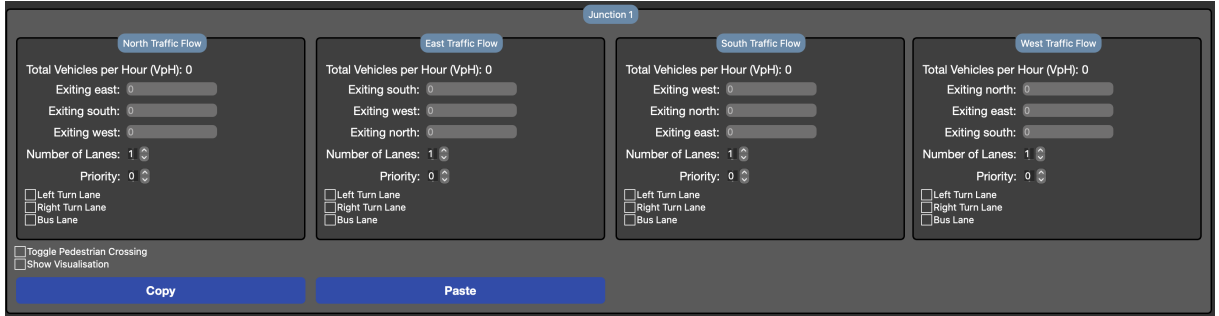 Junction 1
North Traffic Flow
Total Vehicles per Hour (VpH): 0
Exiting east: 0
Exiting south: 0
Exiting west: 0
Number of Lanes: 1
Priority: 0
Left Turn Lane
Right Turn Lane
Bus Lane
East Traffic Flow
Total Vehicles per Hour (VpH): 0
Exiting south: 0
Exiting west: 0
Exiting north: 0
Number of Lanes: 1
Priority: 0
Left Turn Lane
Right Turn Lane
Bus Lane
South Traffic Flow
Total Vehicles per Hour (VpH): 0
Exiting west: 0
Exiting north: 0
Exiting east: 0
Number of Lanes: 1
Priority: 0
Left Turn Lane
Right Turn Lane
Bus Lane
West Traffic Flow
Total Vehicles per Hour (VpH): 0
Exiting north: 0
Exiting east: 0
Exiting south: 0
Number of Lanes: 1
Priority: 0
Left Turn Lane
Right Turn Lane
Bus Lane
Toggle Pedestrian Crossing
Show Visualisation
Copy
Paste